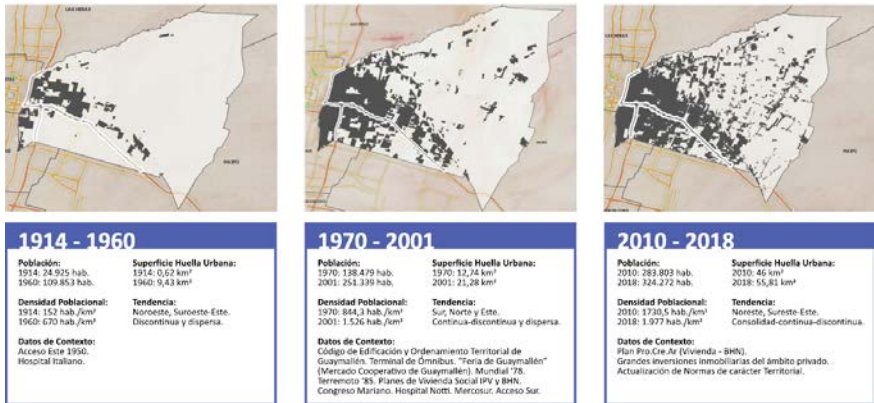 LAS HERAS
MAIPÚ
LAS HERAS
MAIPÚ
LAS HERAS
MAIPÚ
1914 - 1960
Población:
1914: 24.925 hab.
1960: 109.853 hab.
Superficie Huella Urbana:
1914: 0,62 km²
1960: 9,43 km²
Densidad Poblacional:
1914: 152 hab./km²
1960: 670 hab./km²
Tendencia:
Noroeste, Suroeste-Este.
Discontinua y dispersa.
Datos de Contexto:
Acceso Este 1950.
Hospital Italiano.
1970 - 2001
Población:
1970: 138.479 hab.
2001: 251.339 hab.
Superficie Huella Urbana:
1970: 12,74 km²
2001: 21,28 km²
Densidad Poblacional:
1970: 844,3 hab./km²
2001: 1.526 hab./km²
Tendencia:
Sur, Norte y Este.
Continua-discontinua y dispersa.
Datos de Contexto:
Código de Edificación y Ordenamiento Territorial de
Guaymallén. Terminal de Ómnibus. "Feria de Guaymallén"
(Mercado Cooperativo de Guaymallén). Mundial '78.
Terremoto '85. Planes de Vivienda Social IPV y BHN.
Congreso Mariano. Hospital Notti. Mercosur. Acceso Sur.
2010 - 2018
Población:
2010: 283.803 hab.
2018: 324.272 hab.
Superficie Huella Urbana:
2010: 46 km²
2018: 55,81 km²
Densidad Poblacional:
2010: 1730,5 hab./km²
2018: 1.977 hab./km²
Tendencia:
Noreste, Sureste-Este.
Consolidad-continua-discontinua.
Datos de Contexto:
Plan Pro.Cre.Ar (Vivienda - BHN).
Grandes inversiones inmobiliarias del ámbito privado.
Actualización de Normas de carácter Territorial.